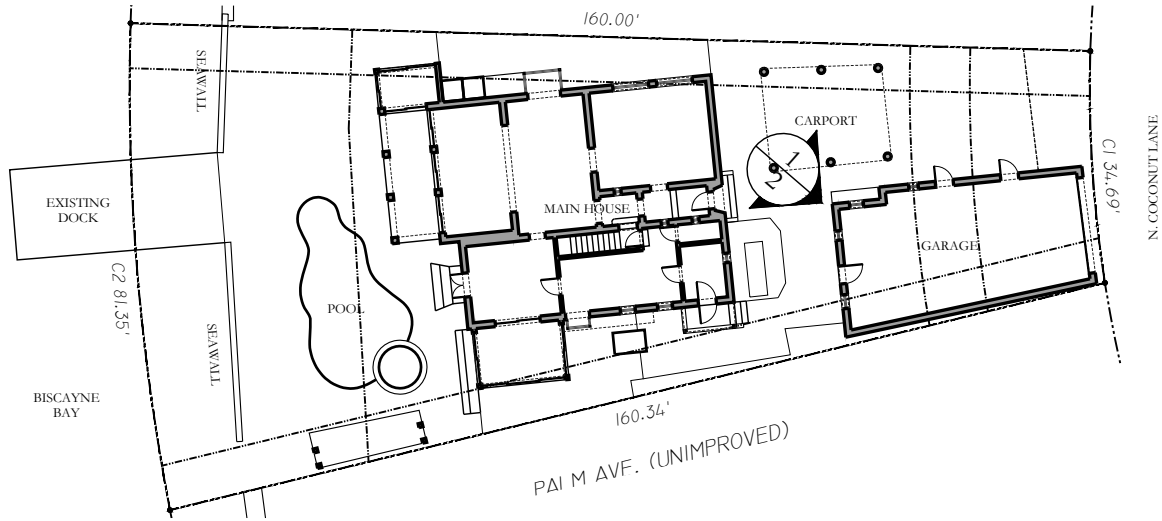 160.00'
SEAWALL
N. COCONUT LANE
CARPORT
C1 34.69'
1
2
EXISTING
DOCK
MAIN HOUSE
GARAGE
C2 81.35'
POOL
SEAWALL
BISCAYNE
BAY
160.34'
PALM AVE. (UNIMPROVED)